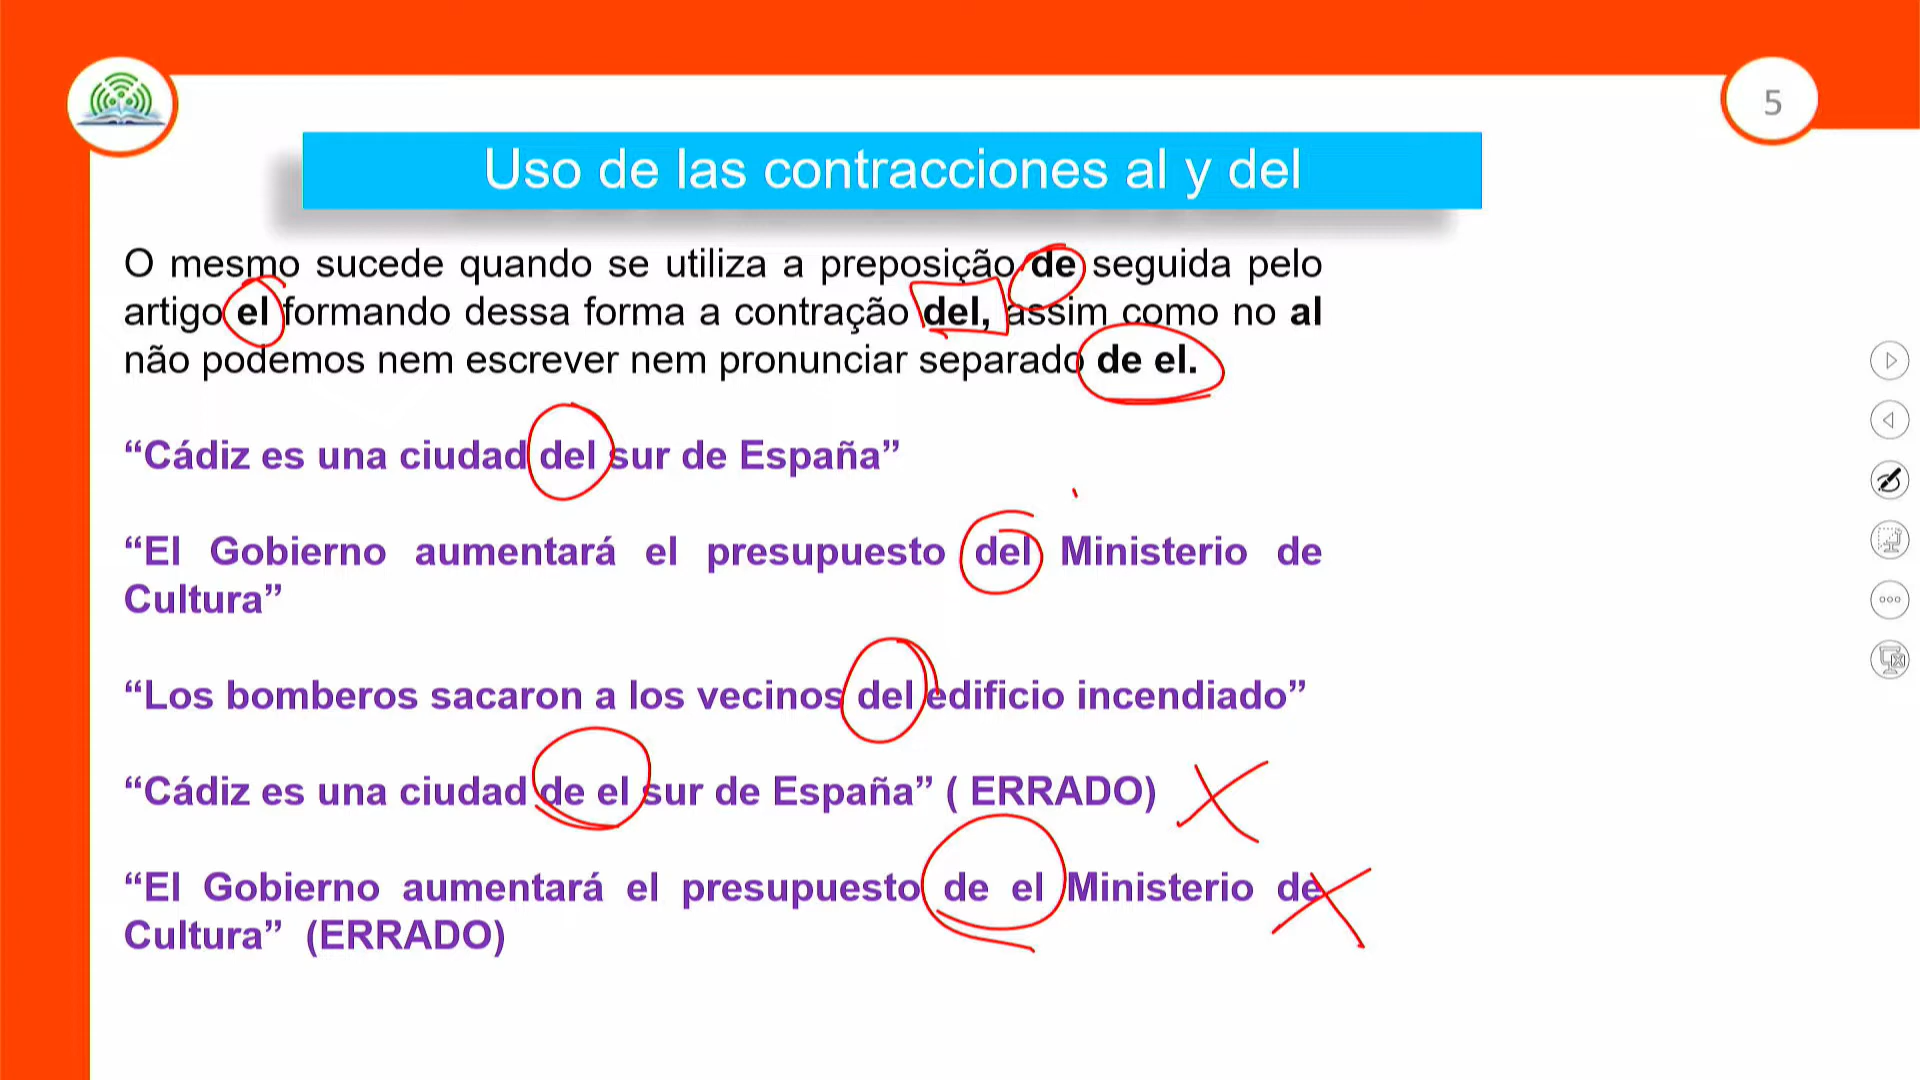 5
Uso de las contracciones al y del
O mesmo sucede quando se utiliza a preposição de seguida pelo
artigo el formando dessa forma a contração del, assim como no al
não podemos nem escrever nem pronunciar separado de el.
“Cádiz es una ciudad del sur de España”
“El Gobierno aumentará el presupuesto del Ministerio de
Cultura”
“Los bomberos sacaron a los vecinos del edificio incendiado”
“Cádiz es una ciudad de el sur de España” ( ERRADO)
“El Gobierno aumentará el presupuesto de el Ministerio de
Cultura” (ERRADO)